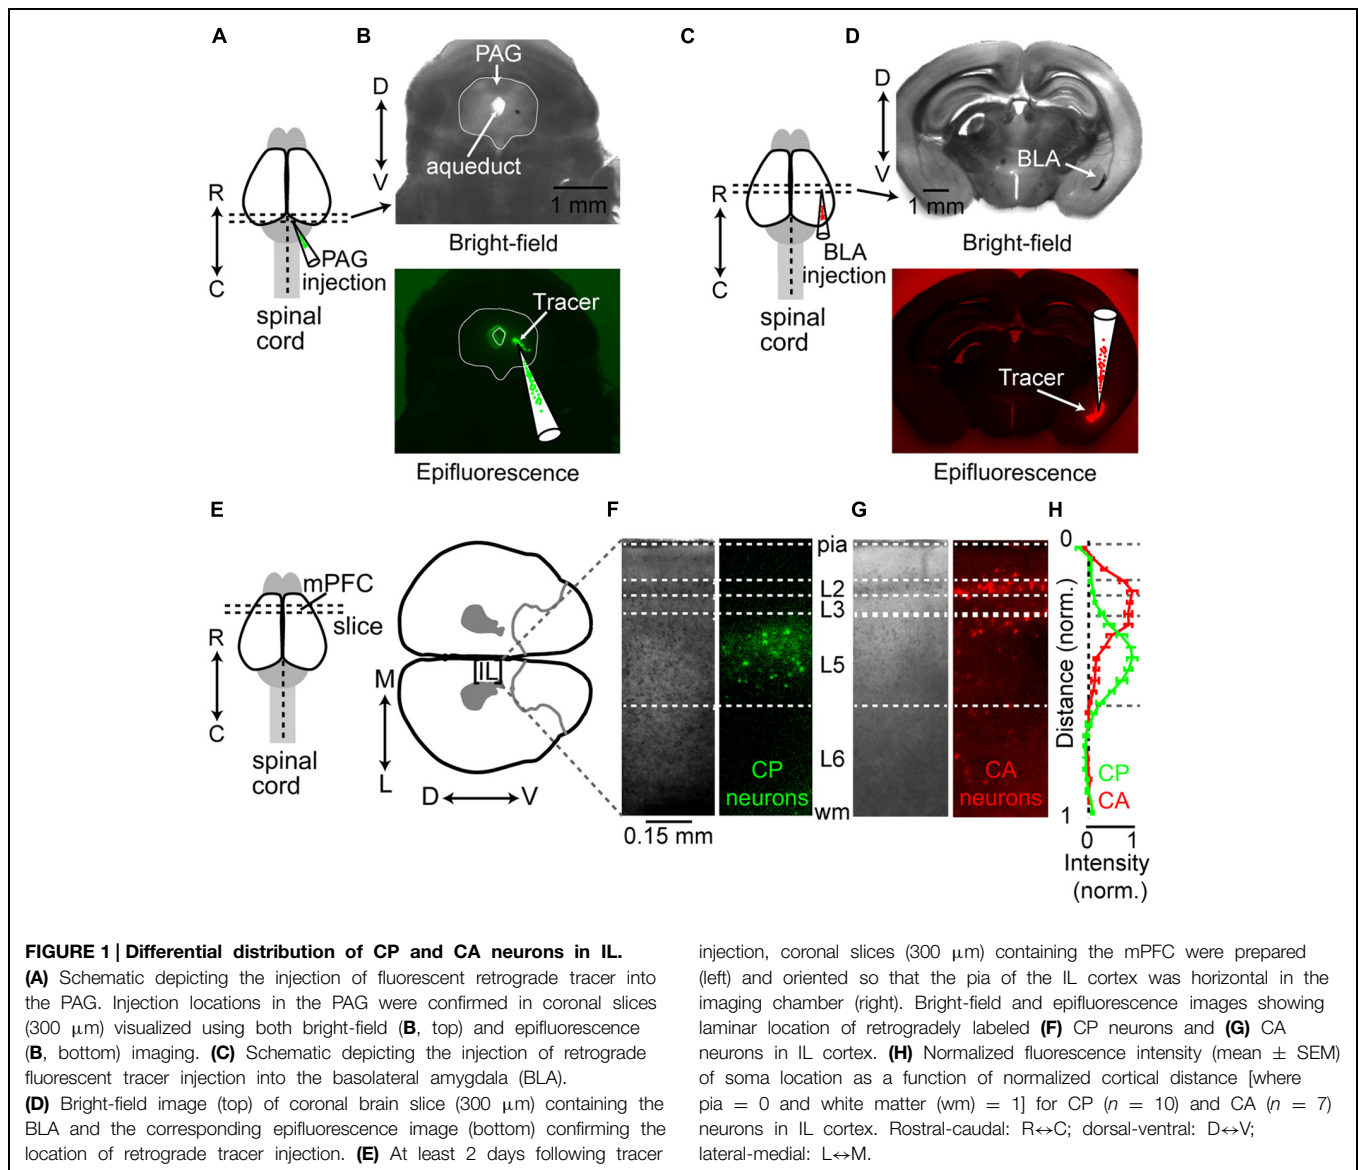 A
B
C
D
PAG
D
V
aqueduct
1 mm
Bright-field
R
C
PAG
injection
spinal
cord
Tracer
Epifluorescence
D
V
BLA
1 mm
Bright-field
R
C
BLA
injection
spinal
cord
Tracer
Epifluorescence
E
F
G
H
mPFC
slice
R
C
spinal
cord
M
L
IL
D
V
pia
L2
L3
L5
L6
wm
CP
neurons
0.15 mm
CA
neurons
0
Distance (norm.)
1
CP
CA
0 1
Intensity
(norm.)
FIGURE 1 | Differential distribution of CP and CA neurons in IL.
(A) Schematic depicting the injection of fluorescent retrograde tracer into
the PAG. Injection locations in the PAG were confirmed in coronal slices
(300 μm) visualized using both bright-field (B, top) and epifluorescence
(B, bottom) imaging. (C) Schematic depicting the injection of retrograde
fluorescent tracer injection into the basolateral amygdala (BLA).
(D) Bright-field image (top) of coronal brain slice (300 μm) containing the
BLA and the corresponding epifluorescence image (bottom) confirming the
location of retrograde tracer injection. (E) At least 2 days following tracer
injection, coronal slices (300 μm) containing the mPFC were prepared
(left) and oriented so that the pia of the IL cortex was horizontal in the
imaging chamber (right). Bright-field and epifluorescence images showing
laminar location of retrogradely labeled (F) CP neurons and (G) CA
neurons in IL cortex. (H) Normalized fluorescence intensity (mean ± SEM)
of soma location as a function of normalized cortical distance [where
pia = 0 and white matter (wm) = 1] for CP (n = 10) and CA (n = 7)
neurons in IL cortex. Rostral-caudal: R↔C; dorsal-ventral: D↔V;
lateral-medial: L↔M.